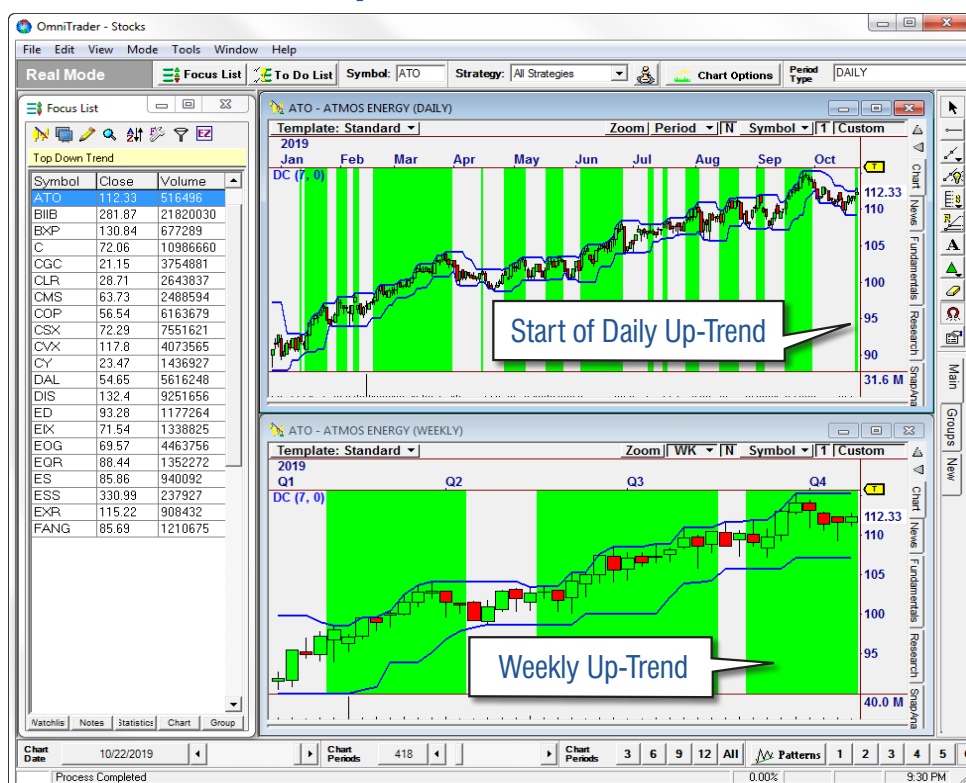 OmniTrader - Stocks
File Edit View Mode Tools Window Help
Real Mode Focus List To Do List Symbol: ATO Strategy: All Strategies Chart Options Period Type DAILY
Focus List
EZ
Top Down Trend
Symbol Close Volume
ATO 112.33 516496
BIIB 281.87 21820030
BXP 130.84 677289
C 72.06 10986660
CGC 21.15 3754881
CLR 28.71 2643837
CMS 63.73 2488594
COP 56.54 6163679
CSX 72.29 7551621
CVX 117.8 4073565
CY 23.47 1436927
DAL 54.65 5616248
DIS 132.4 9251656
ED 93.28 1177264
EIX 71.54 1338825
EOG 69.57 4463756
EQR 88.44 1352272
ES 85.86 940092
ESS 330.99 237927
EXR 115.22 908432
FANG 85.69 1210675
Watchlis Notes Statistics Chart Group
ATO - ATMOS ENERGY (DAILY)
Template: Standard Zoom Period N Symbol 1 Custom
2019
Jan Feb Mar Apr May Jun Jul Aug Sep Oct
DC (7, 0)
T
112.33
110
105
100
95
90
31.6 M
Start of Daily Up-Trend
Chart
News
Fundamentals
Research
SnapAna
ATO - ATMOS ENERGY (WEEKLY)
Template: Standard Zoom WK N Symbol 1 Custom
2019
Q1 Q2 Q3 Q4
DC (7, 0)
T
112.33
110
105
100
95
40.0 M
Weekly Up-Trend
Chart
News
Fundamentals
Research
SnapAna
A
Main
Groups
New
Chart Date 10/22/2019 Chart Periods 418 Chart Periods 3 6 9 12 All Patterns 1 2 3 4 5
Process Completed 0.00% 9:30 PM